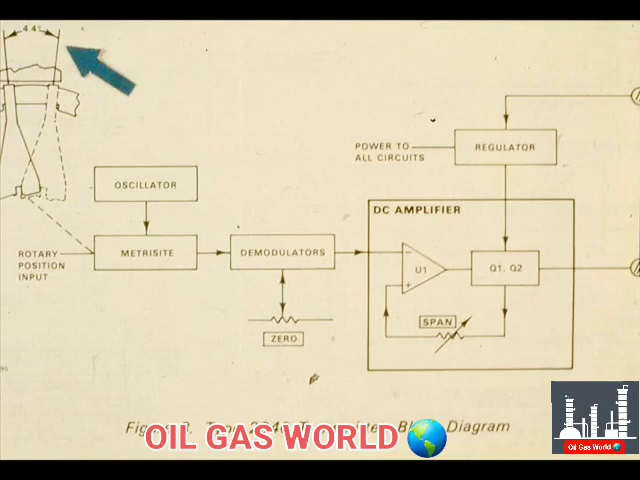 4.4°
POWER TO
ALL CIRCUITS
REGULATOR
OSCILLATOR
DC AMPLIFIER
ROTARY
POSITION
INPUT
METRISITE
DEMODULATORS
-
+
U1
Q1, Q2
SPAN
ZERO
Diagram
OIL GAS WORLD
Oil Gas World